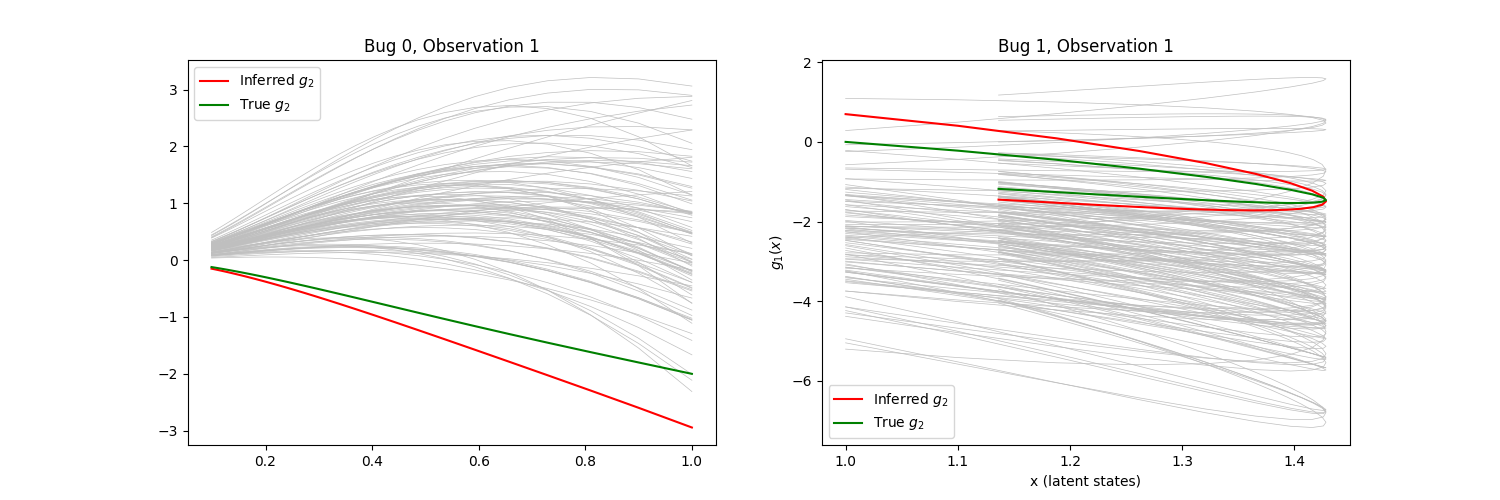 Bug 0, Observation 1
Inferred g₂
True g₂
3
2
1
0
−1
−2
−3
0.2 0.4 0.6 0.8 1.0
Bug 1, Observation 1
2
0
−2
−4
−6
g₁(x)
Inferred g₂
True g₂
1.0 1.1 1.2 1.3 1.4
x (latent states)